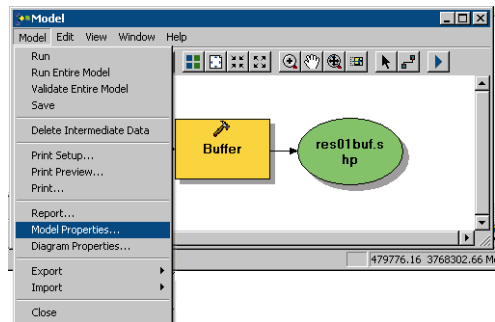 Model
Model Edit View Window Help
Run
Run Entire Model
Validate Entire Model
Save
Delete Intermediate Data
Print Setup...
Print Preview...
Print...
Report...
Model Properties...
Diagram Properties...
Export
Import
Close
Buffer
res01buf.s
hp
479776.16 3768302.66 M